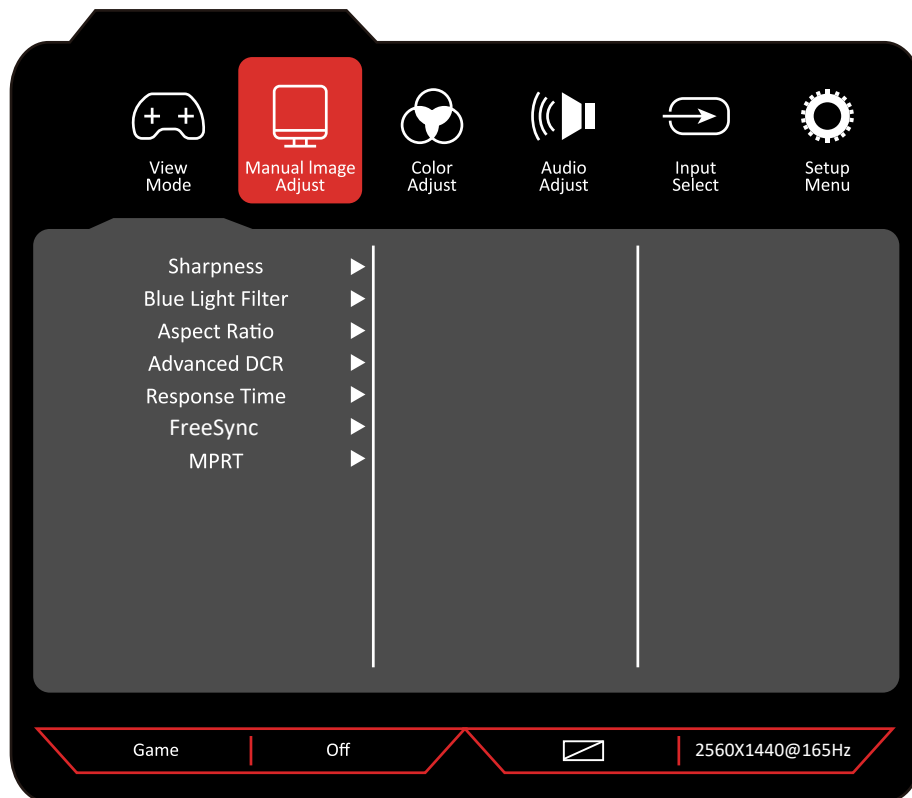 View
Mode
Manual Image
Adjust
Color
Adjust
Audio
Adjust
Input
Select
Setup
Menu
Sharpness
Blue Light Filter
Aspect Ratio
Advanced DCR
Response Time
FreeSync
MPRT
Game
Off
2560X1440@165Hz